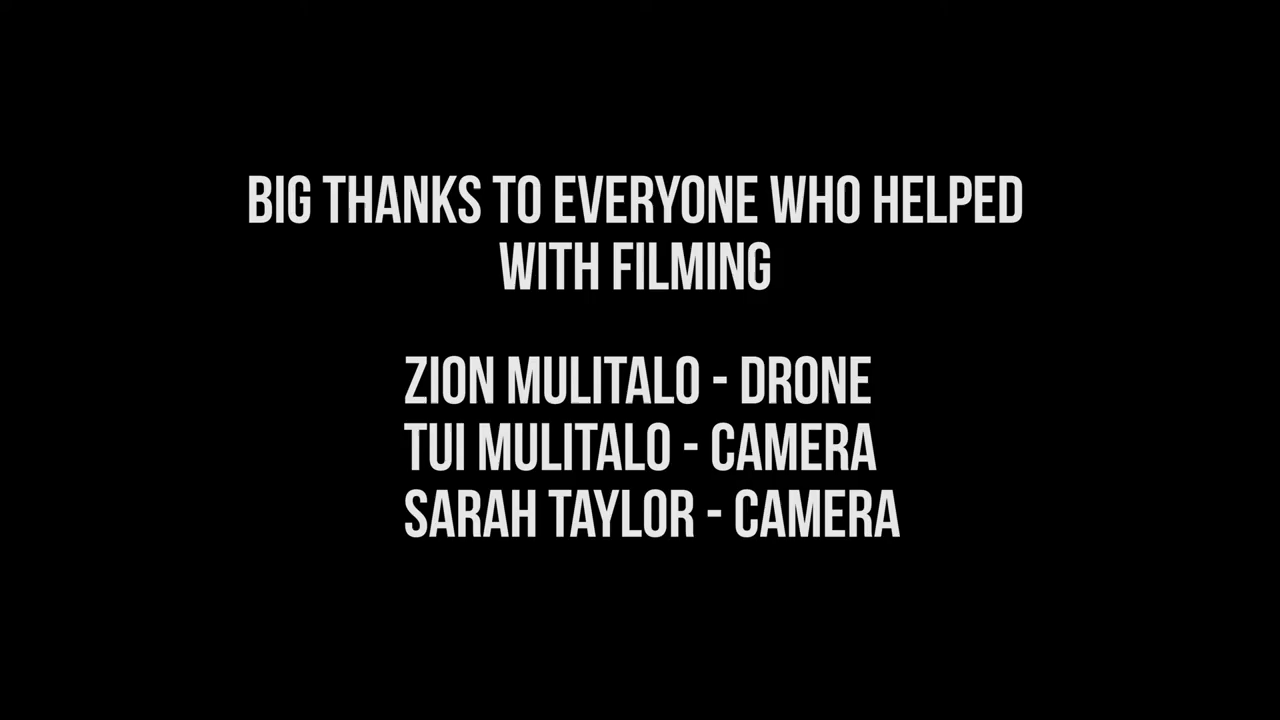 BIG THANKS TO EVERYONE WHO HELPED
WITH FILMING
ZION MULITALO - DRONE
TUI MULITALO - CAMERA
SARAH TAYLOR - CAMERA